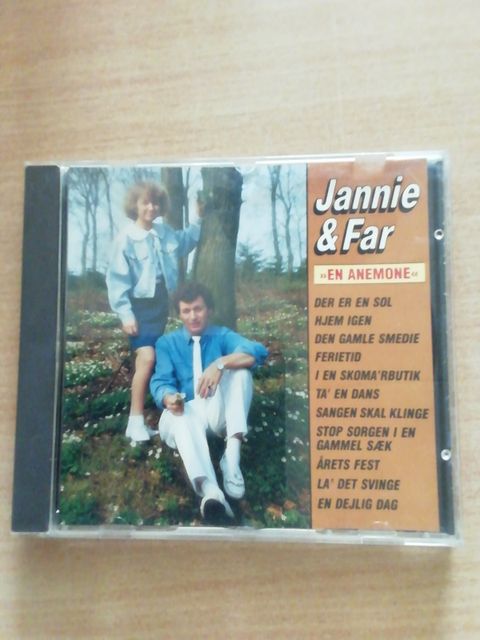 Jannie
& Far
»EN ANEMONE«
DER ER EN SOL
HJEM IGEN
DEN GAMLE SMEDIE
FERIETID
I EN SKOMA'RBUTIK
TA' EN DANS
SANGEN SKAL KLINGE
STOP SORGEN I EN
GAMMEL SÆK
ÅRETS FEST
LA' DET SVINGE
EN DEJLIG DAG